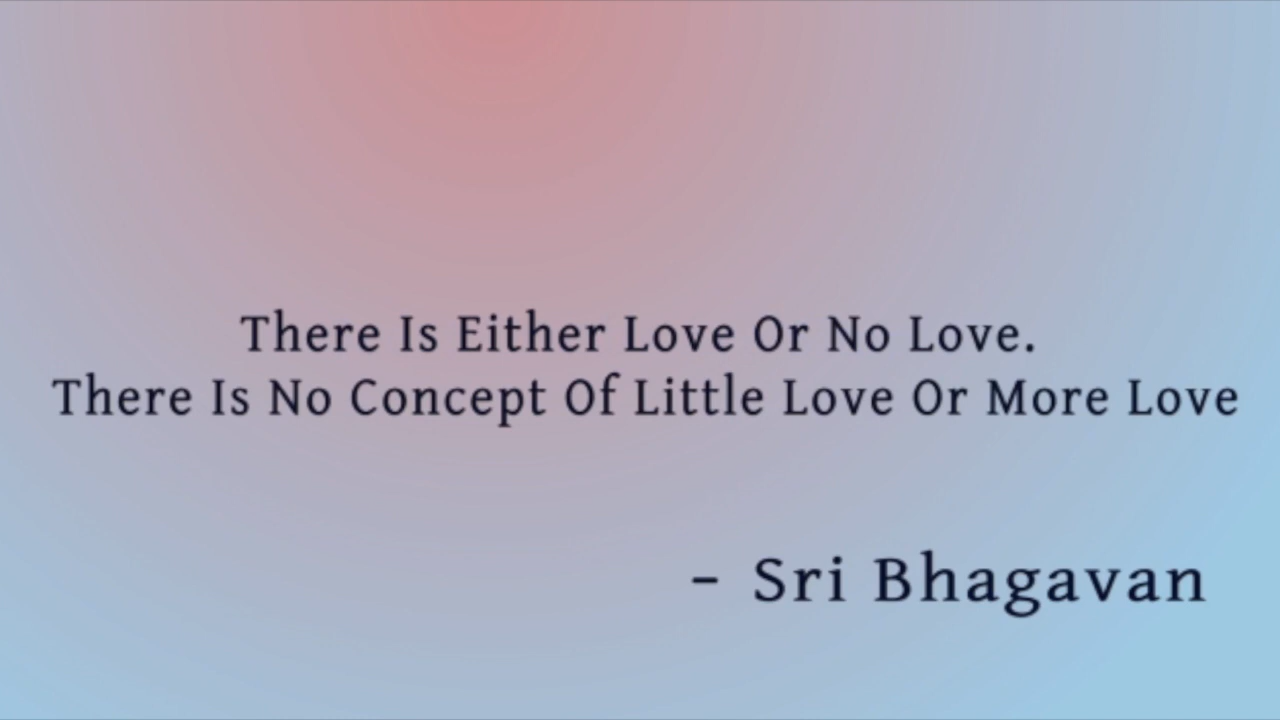 There Is Either Love Or No Love.
There Is No Concept Of Little Love Or More Love
- Sri Bhagavan